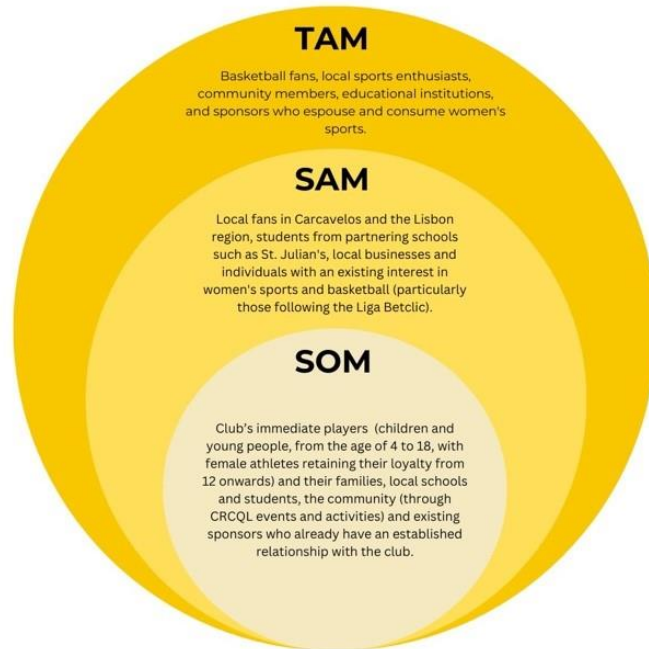 TAM
Basketball fans, local sports enthusiasts,
community members, educational institutions,
and sponsors who espouse and consume women's
sports.
SAM
Local fans in Carcavelos and the Lisbon
region, students from partnering schools
such as St. Julian's, local businesses and
individuals with an existing interest in
women's sports and basketball (particularly
those following the Liga Betclic).
SOM
Club's immediate players (children and
young people, from the age of 4 to 18, with
female athletes retaining their loyalty from
12 onwards) and their families, local schools
and students, the community (through
CRCQL events and activities) and existing
sponsors who already have an established
relationship with the club.